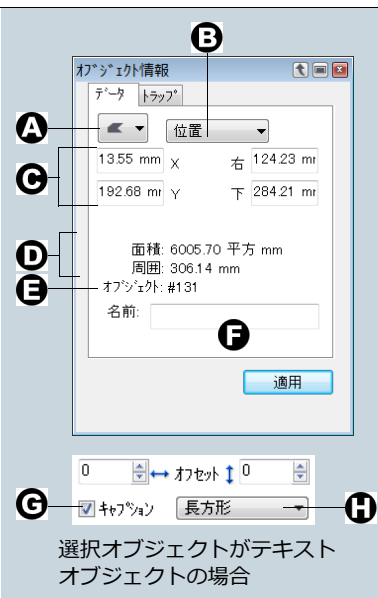 B
オブジェクト情報
データ トラップ
A 位置
C 13.55 mm X 右 124.23 mm
192.68 mm Y 下 284.21 mm
D 面積: 6005.70 平方 mm
周囲: 306.14 mm
E オブジェクト: #131
名前:
F
適用
0 オフセット 0
G キャプション 長方形 H
選択オブジェクトがテキスト
オブジェクトの場合